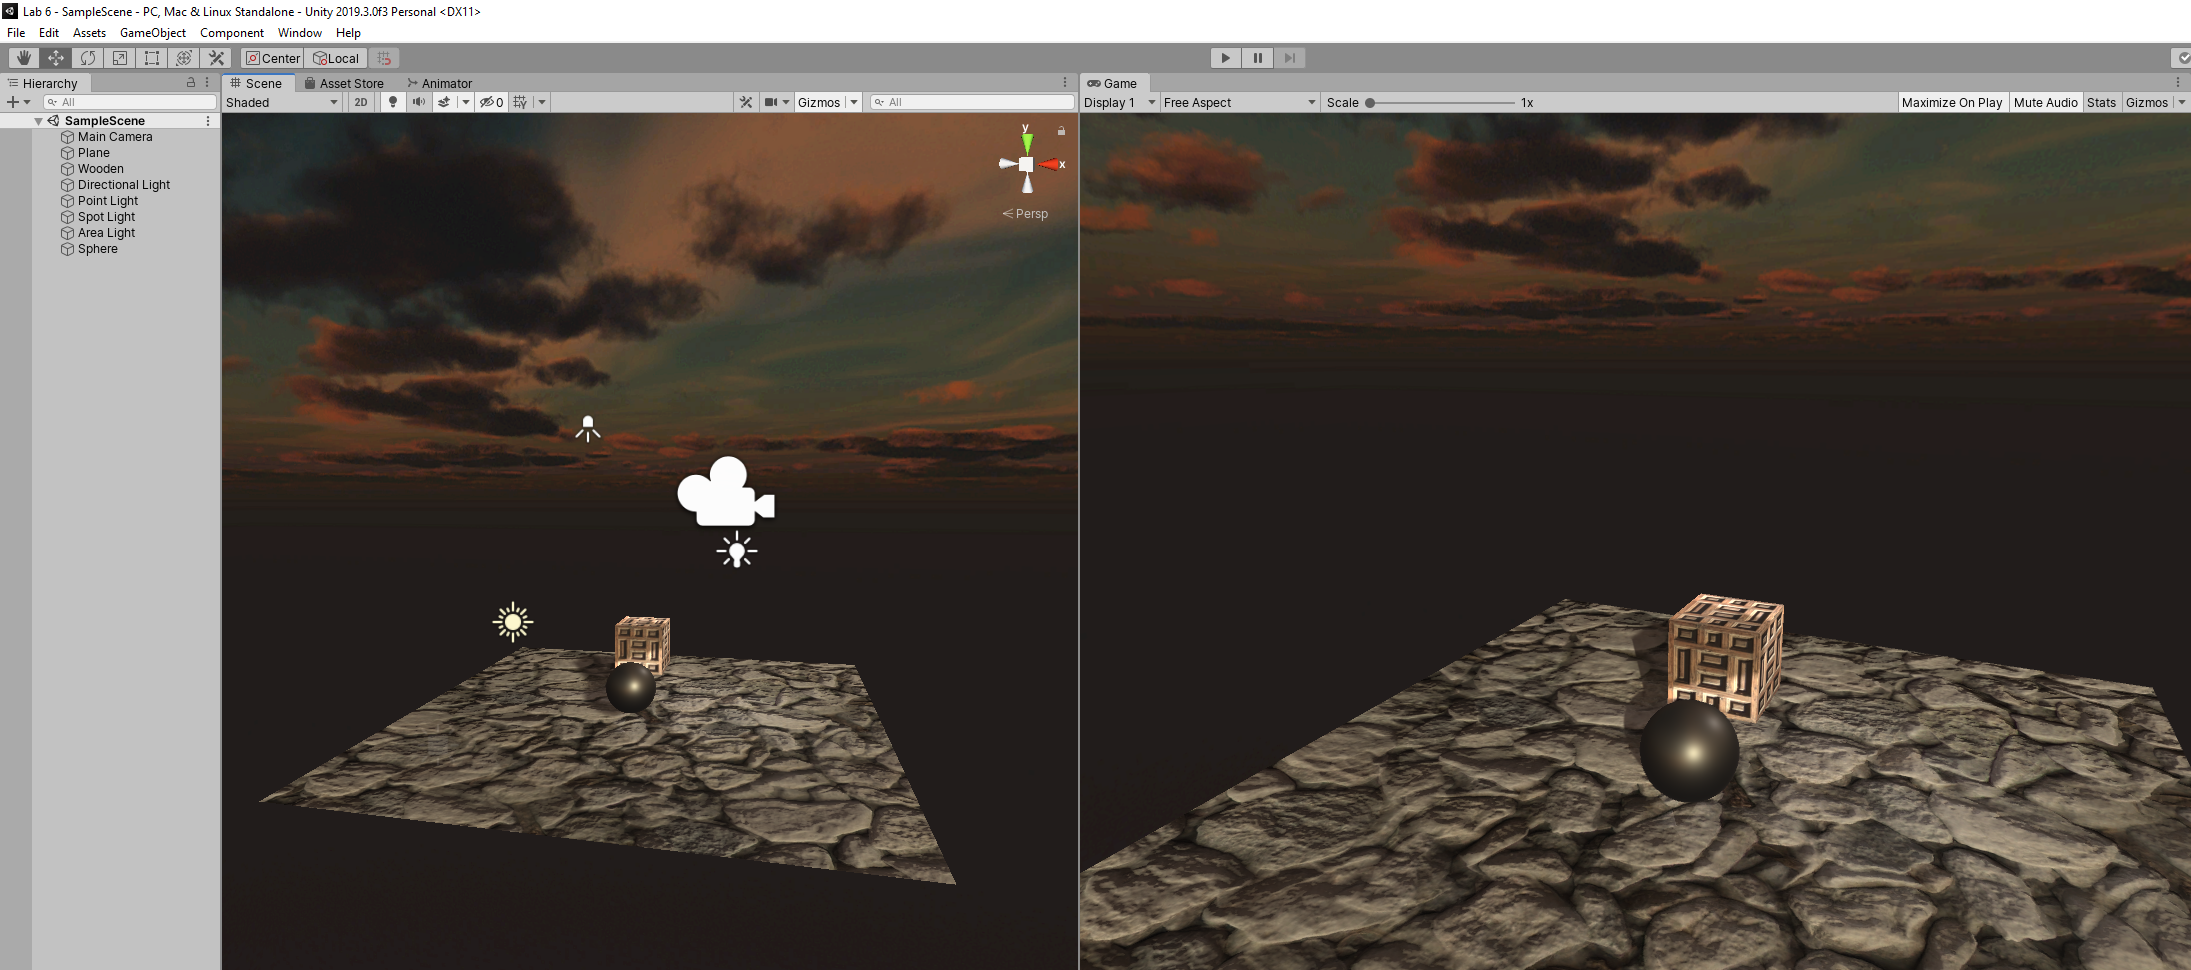 Lab 6 - SampleScene - PC, Mac & Linux Standalone - Unity 2019.3.0f3 Personal <DX11>
File Edit Assets GameObject Component Window Help
Center Local
Hierarchy
All
SampleScene
Main Camera
Plane
Wooden
Directional Light
Point Light
Spot Light
Area Light
Sphere
Scene Asset Store Animator
Shaded 2D 0 Gizmos All
y
x
Persp
Game
Display 1 Free Aspect Scale 1x Maximize On Play Mute Audio Stats Gizmos